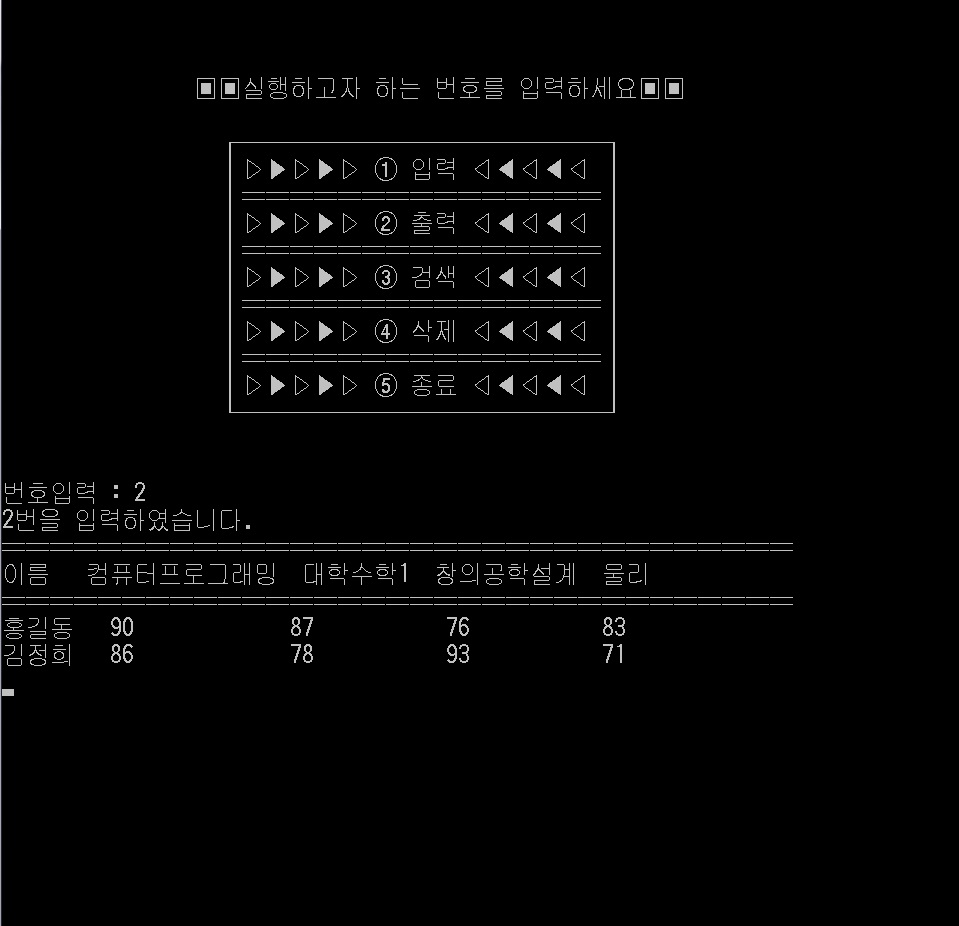 ▣▣실행하고자 하는 번호를 입력하세요▣▣
▷▶▷▶▷ ① 입력 ◁◀◁◀◁
▷▶▷▶▷ ② 출력 ◁◀◁◀◁
▷▶▷▶▷ ③ 검색 ◁◀◁◀◁
▷▶▷▶▷ ④ 삭제 ◁◀◁◀◁
▷▶▷▶▷ ⑤ 종료 ◁◀◁◀◁
번호입력 : 2
2번을 입력하였습니다.
이름 컴퓨터프로그래밍 대학수학1 창의공학설계 울리
홍길동 90 87 76 83
김정희 86 78 93 71